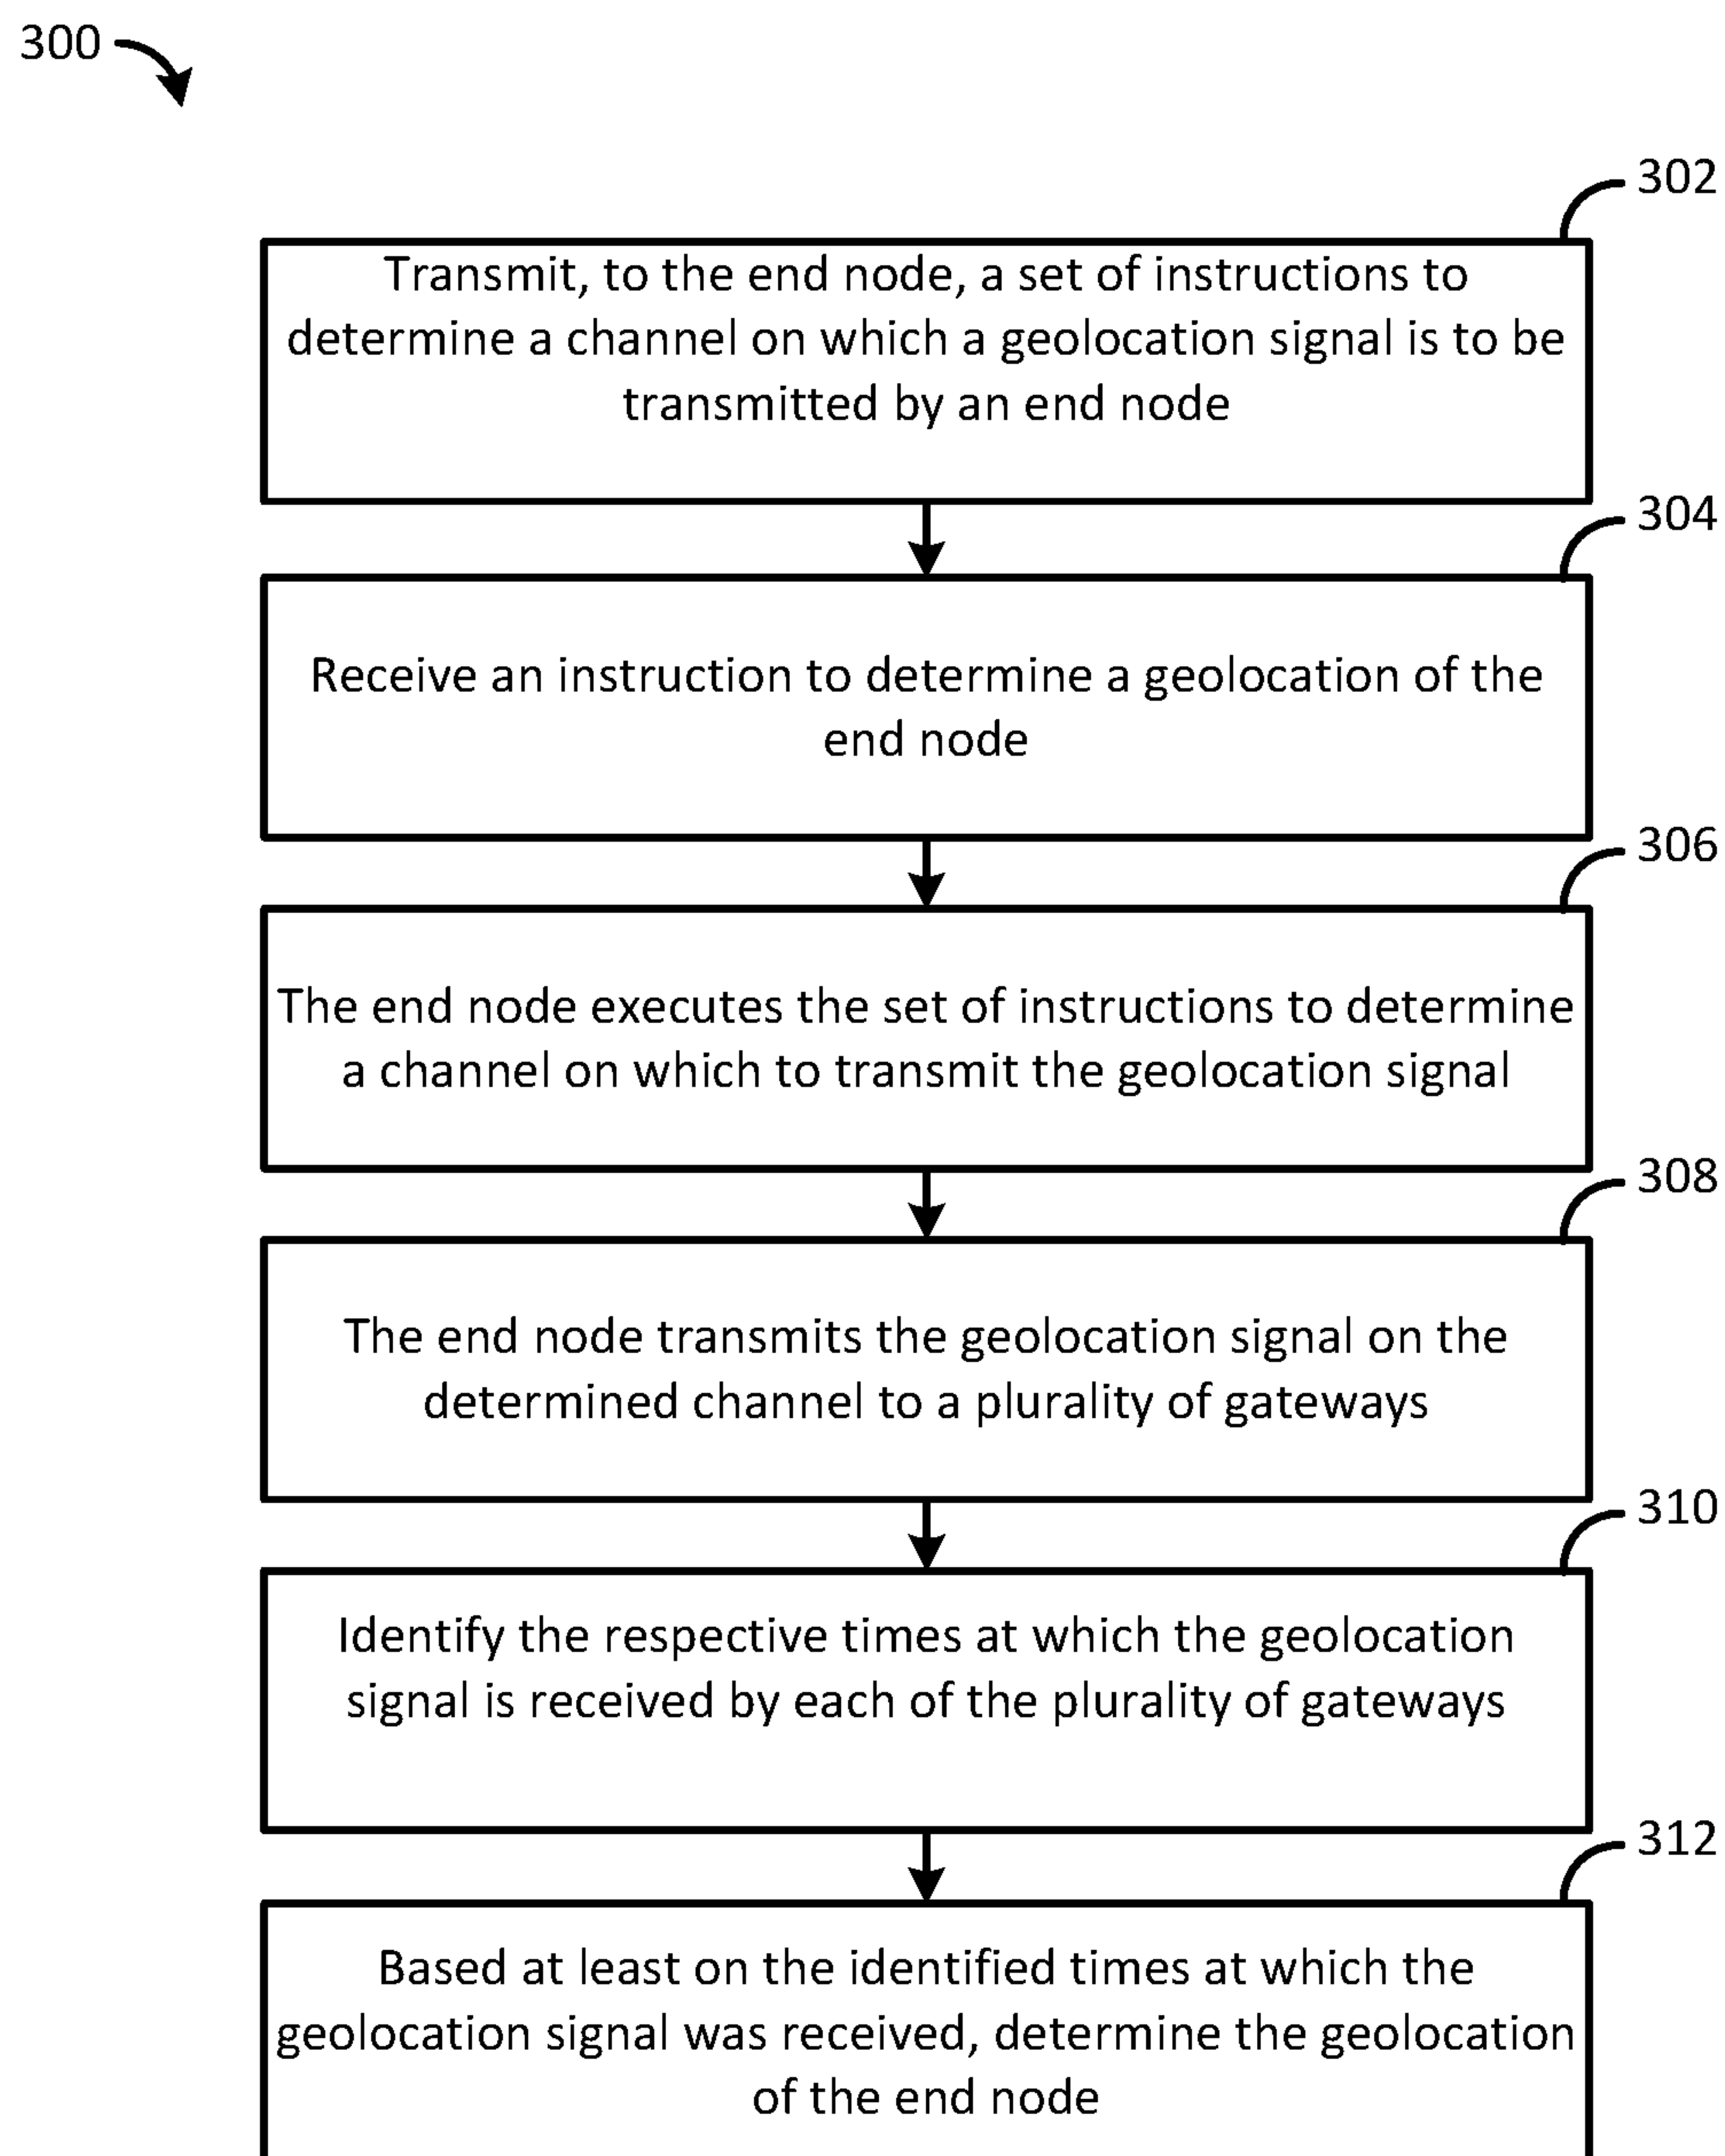 300
302
Transmit, to the end node, a set of instructions to
determine a channel on which a geolocation signal is to be
transmitted by an end node
304
Receive an instruction to determine a geolocation of the
end node
306
The end node executes the set of instructions to determine
a channel on which to transmit the geolocation signal
308
The end node transmits the geolocation signal on the
determined channel to a plurality of gateways
310
Identify the respective times at which the geolocation
signal is received by each of the plurality of gateways
312
Based at least on the identified times at which the
geolocation signal was received, determine the geolocation
of the end node